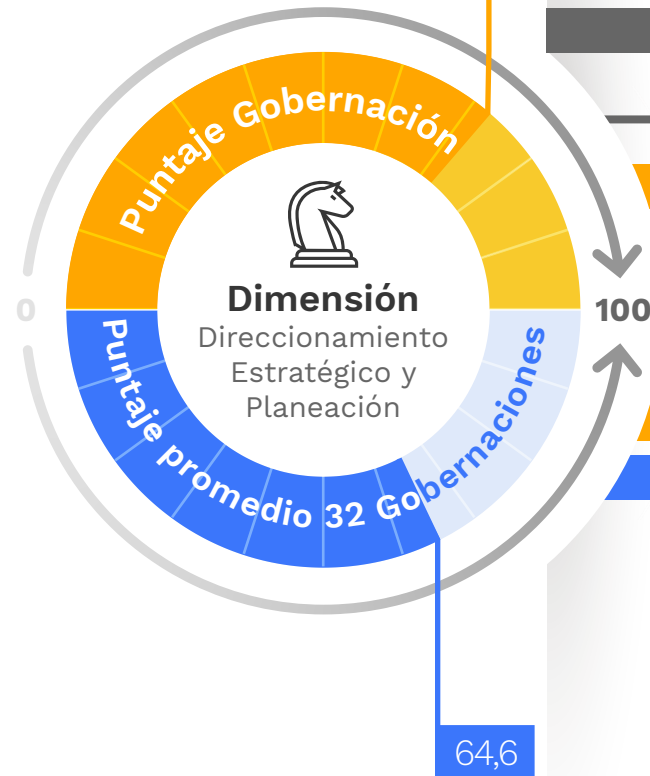 Puntaje Gobernación
Dimensión
Direccionamiento
Estratégico y
Planeación
0
100
Puntaje promedio 32 Gobernaciones
64,6